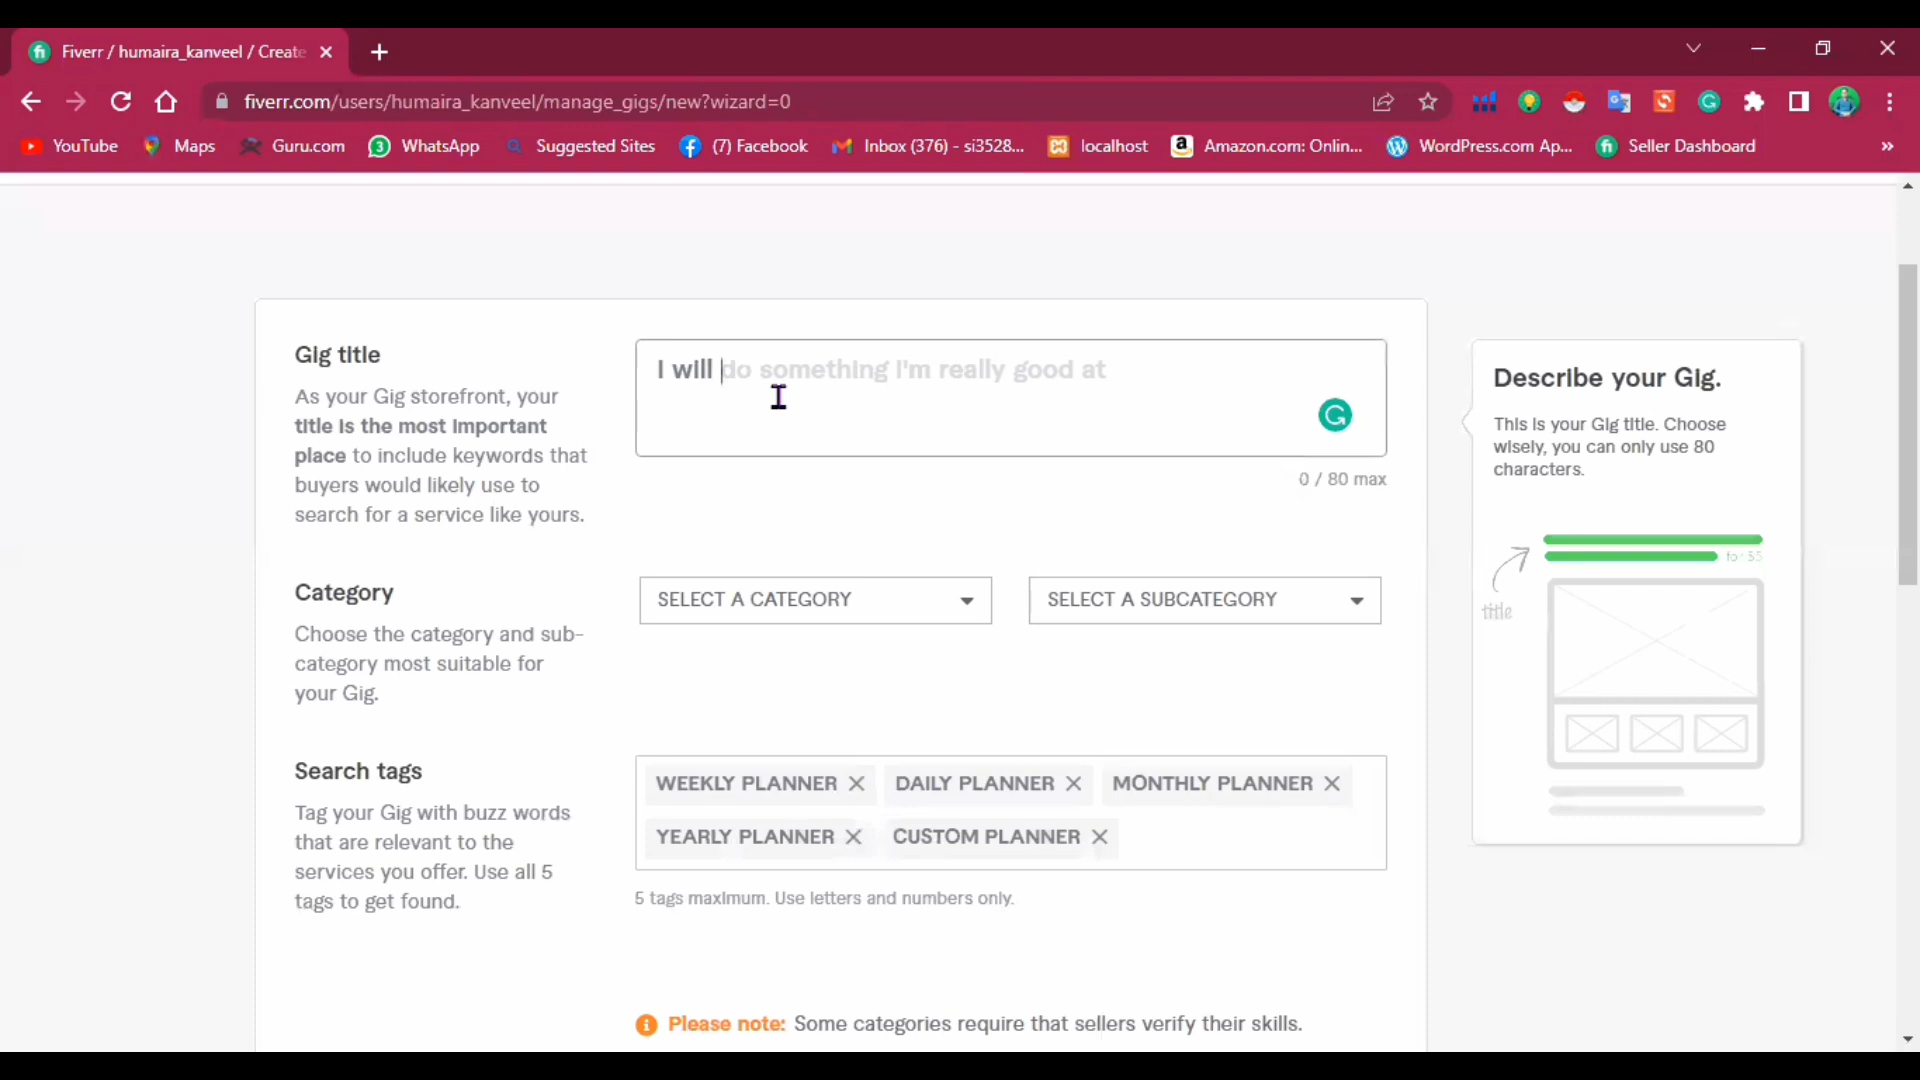 Fiverr / humaira_kanveel / Create
fiverr.com/users/humaira_kanveel/manage_gigs/new?wizard=0
YouTube Maps Guru.com 3 WhatsApp Suggested Sites (7) Facebook Inbox (376) - si3528... localhost Amazon.com: Onlin... WordPress.com Ap... Seller Dashboard »
Gig title
As your Gig storefront, your
title is the most important
place to include keywords that
buyers would likely use to
search for a service like yours.
I will do something I'm really good at
0 / 80 max
Category
Choose the category and sub-
category most suitable for
your Gig.
SELECT A CATEGORY
SELECT A SUBCATEGORY
Search tags
Tag your Gig with buzz words
that are relevant to the
services you offer. Use all 5
tags to get found.
WEEKLY PLANNER DAILY PLANNER MONTHLY PLANNER
YEARLY PLANNER CUSTOM PLANNER
5 tags maximum. Use letters and numbers only.
Please note: Some categories require that sellers verify their skills.
Describe your Gig.
This is your Gig title. Choose
wisely, you can only use 80
characters.
for $5
title